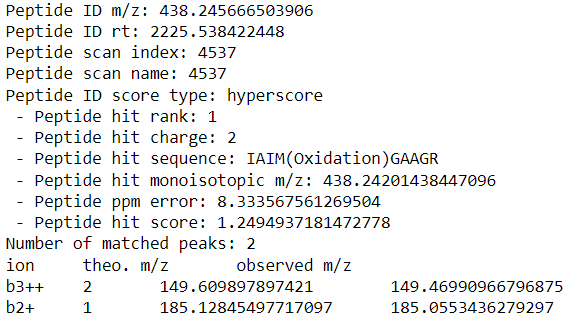 Peptide ID m/z: 438.245666503906
Peptide ID rt: 2225.538422448
Peptide scan index: 4537
Peptide scan name: 4537
Peptide ID score type: hyperscore
 - Peptide hit rank: 1
 - Peptide hit charge: 2
 - Peptide hit sequence: IAIM(Oxidation)GAAGR
 - Peptide hit monoisotopic m/z: 438.24201438447096
 - Peptide ppm error: 8.333567561269504
 - Peptide hit score: 1.2494937181472778
Number of matched peaks: 2
ion theo. m/z observed m/z
b3++ 2 149.609897897421 149.46990966796875
b2+ 1 185.12845497717097 185.0553436279297